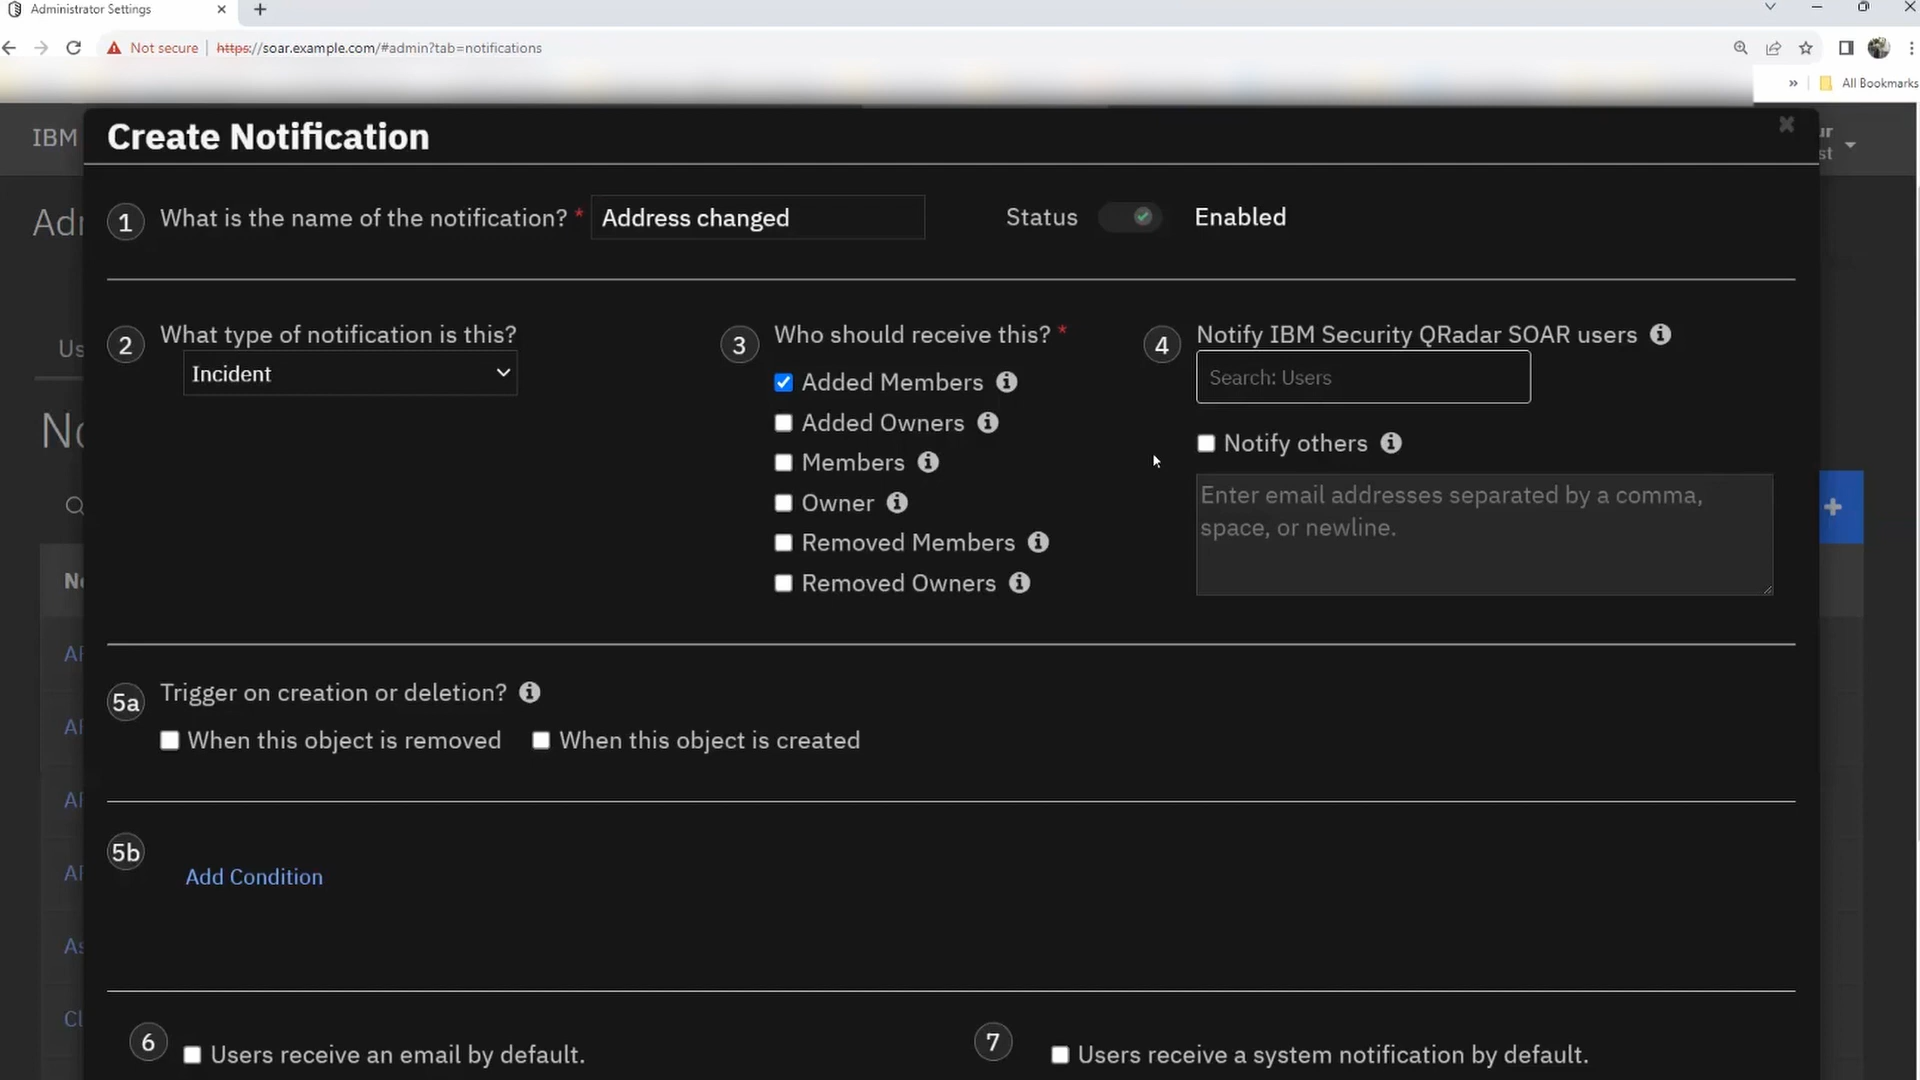 Administrator Settings
Not secure https://soar.example.com/#admin?tab=notifications
» All Bookmarks
IBM
Create Notification
1 What is the name of the notification? * Address changed Status Enabled
2 What type of notification is this?
Incident
3 Who should receive this? *
Added Members
Added Owners
Members
Owner
Removed Members
Removed Owners
4 Notify IBM Security QRadar SOAR users
Search: Users
Notify others
Enter email addresses separated by a comma,
space, or newline.
5a Trigger on creation or deletion?
When this object is removed When this object is created
5b
Add Condition
6 Users receive an email by default.
7 Users receive a system notification by default.